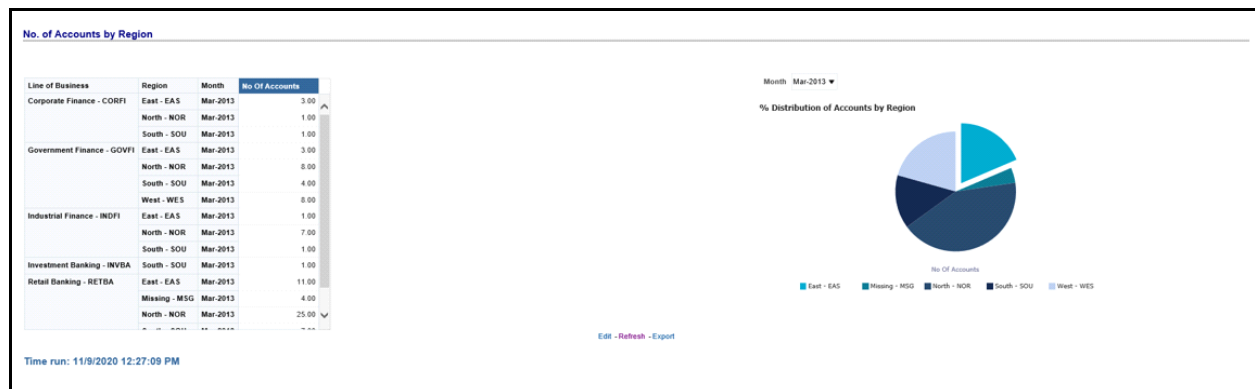 No. of Accounts by Region
Line of Business Region Month No Of Accounts
Corporate Finance - CORFI East - EAS Mar-2013 3.00
North - NOR Mar-2013 1.00
South - SOU Mar-2013 1.00
Government Finance - GOVFI East - EAS Mar-2013 3.00
North - NOR Mar-2013 8.00
South - SOU Mar-2013 4.00
West - WES Mar-2013 8.00
Industrial Finance - INDFI East - EAS Mar-2013 1.00
North - NOR Mar-2013 7.00
South - SOU Mar-2013 1.00
Investment Banking - INVBA South - SOU Mar-2013 1.00
Retail Banking - RETBA East - EAS Mar-2013 11.00
Missing - MSG Mar-2013 4.00
North - NOR Mar-2013 25.00
Month Mar-2013
% Distribution of Accounts by Region
No Of Accounts
East - EAS Missing - MSG North - NOR South - SOU West - WES
Edit - Refresh - Export
Time run: 11/9/2020 12:27:09 PM